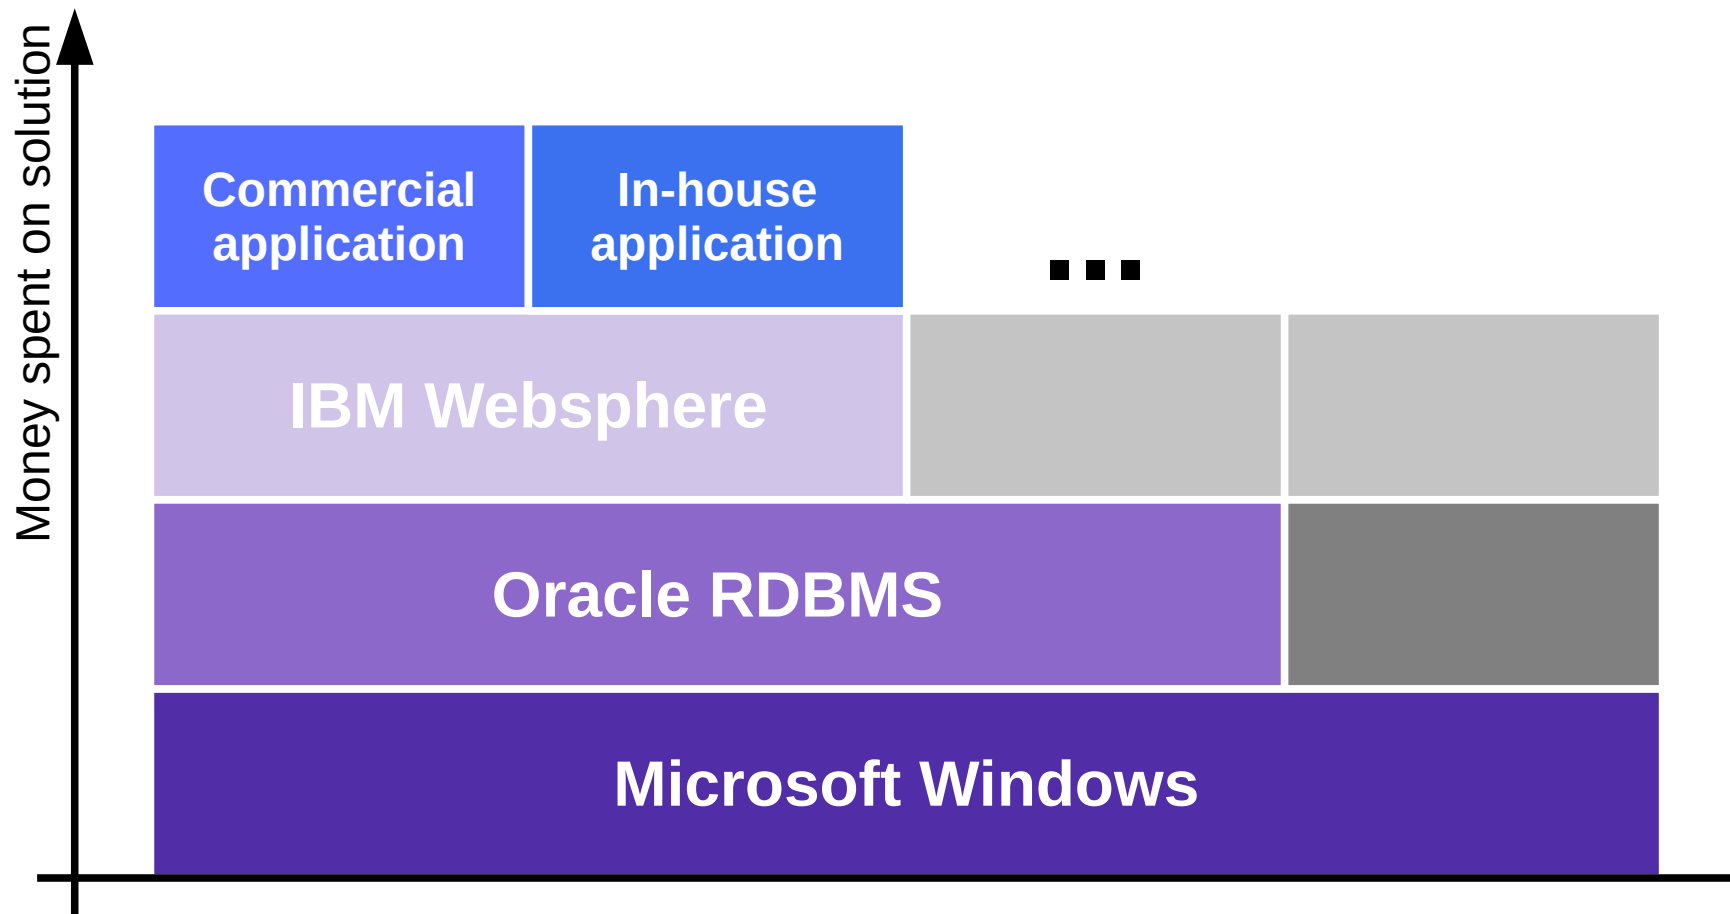 Money spent on solution
Commercial
application
In-house
application
...
IBM Websphere
Oracle RDBMS
Microsoft Windows